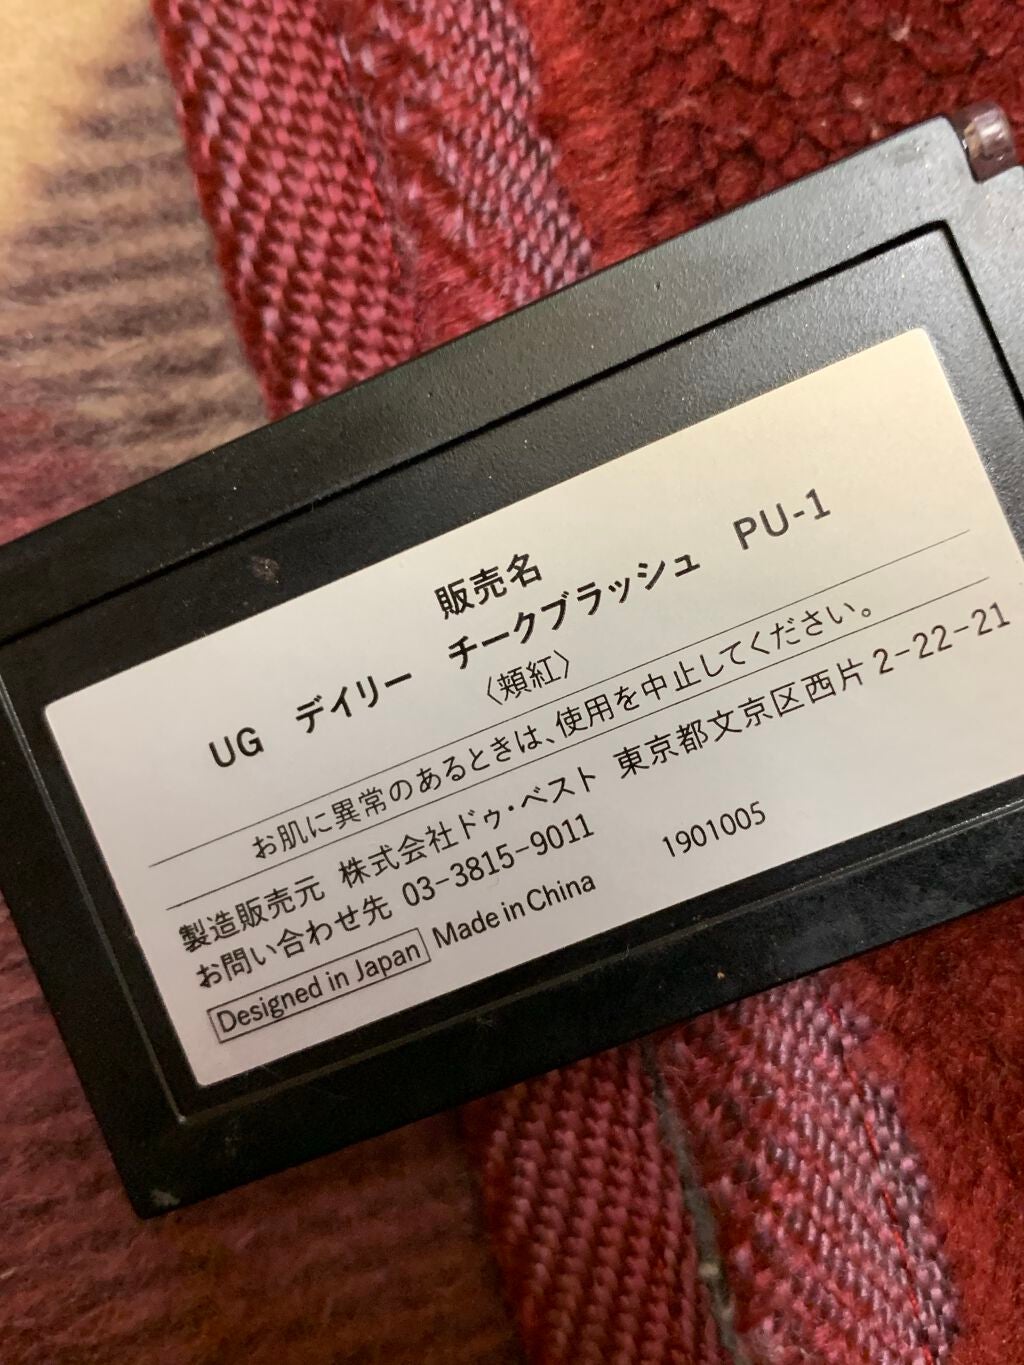 販売名
UG デイリー チークブラッシュ PU-1
〈頬紅〉
お肌に異常のあるときは、使用を中止してください。
製造販売元 株式会社ドゥ・ベスト 東京都文京区西片2-22-21
お問い合わせ先 03-3815-9011
Designed in Japan Made in China 1901005